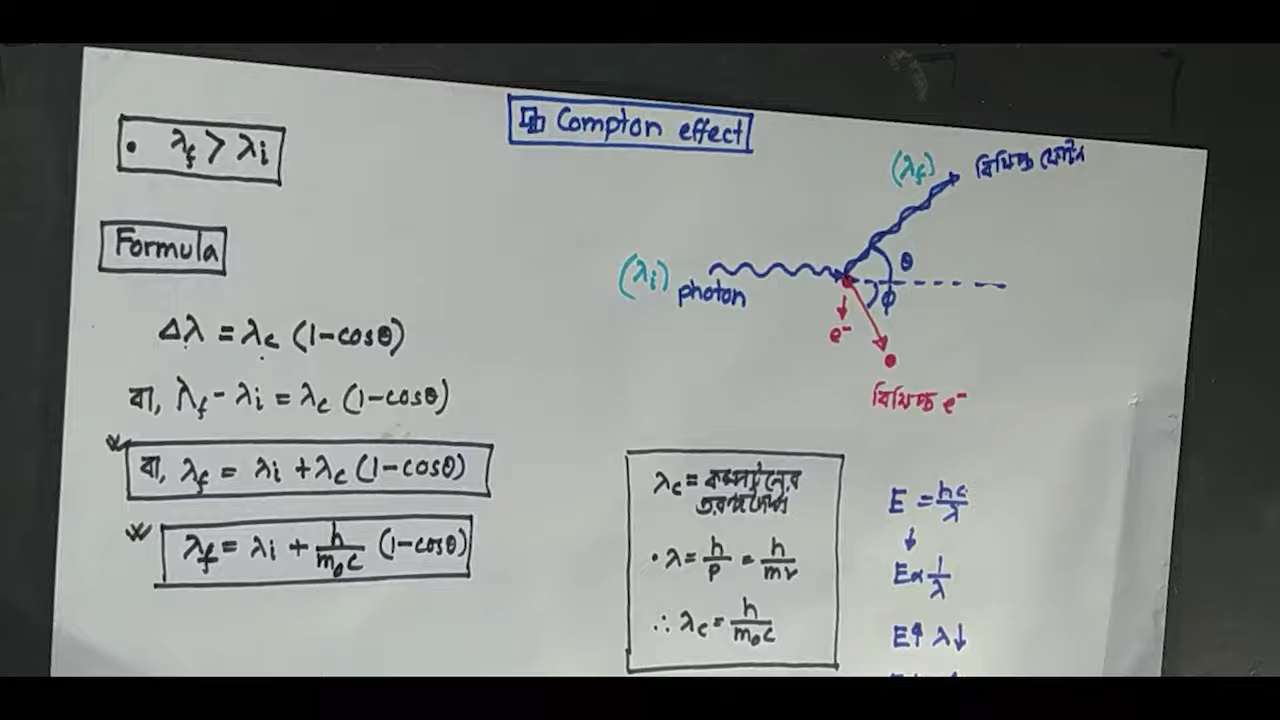 Compton effect
• λf > λi
Formula
Δλ = λc (1-cosθ)
বা, λf - λi = λc (1-cosθ)
বা, λf = λi + λc (1-cosθ)
λf = λi + h/m₀c (1-cosθ)
(λf) বিক্ষিপ্ত ফোটন
(λi) photon
θ
φ
e⁻
বিক্ষিপ্ত e⁻
λc = কম্পটনের
তরঙ্গদৈর্ঘ্য
• λ = h/p = h/mv
∴ λc = h/m₀c
E = hc/λ
↓
E ∝ 1/λ
E↑ λ↓